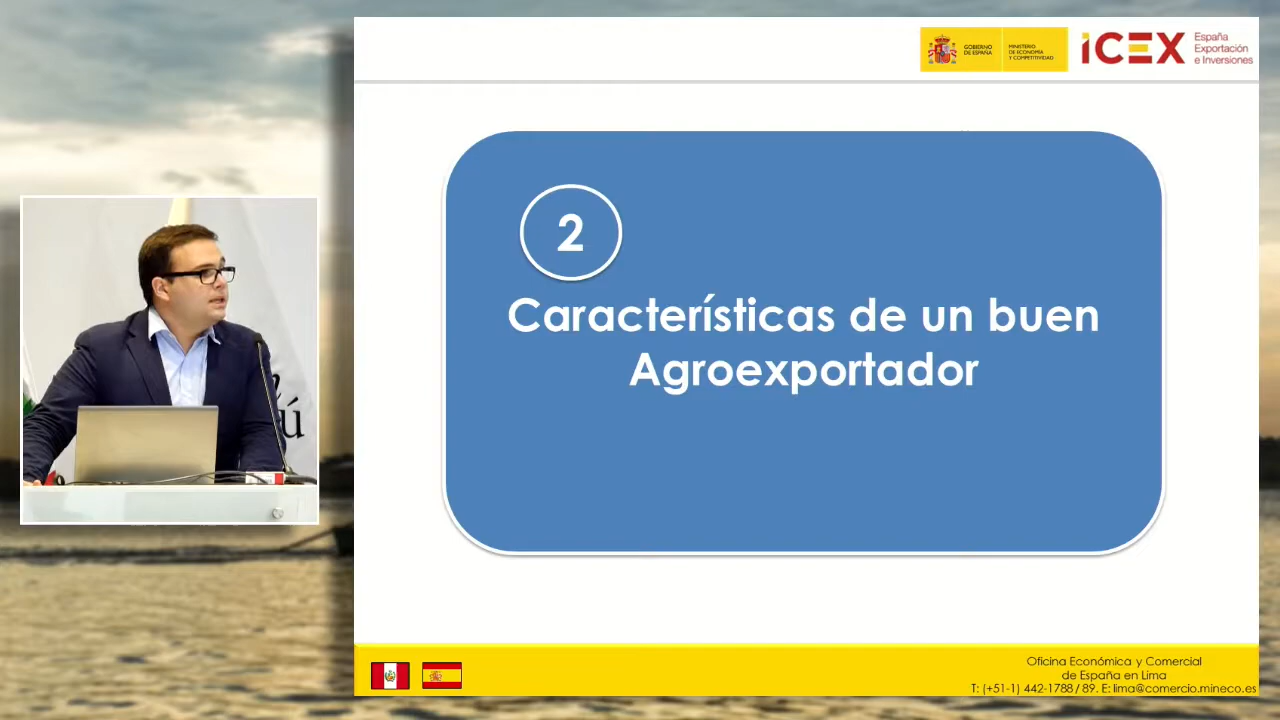 GOBIERNO
DE ESPAÑA
MINISTERIO
DE ECONOMÍA
Y COMPETITIVIDAD
iCEX
España
Exportación
e Inversiones
2
Características de un buen
Agroexportador
ú
Oficina Económica y Comercial
de España en Lima
T: (+51-1) 442-1788 / 89. E: lima@comercio.mineco.es